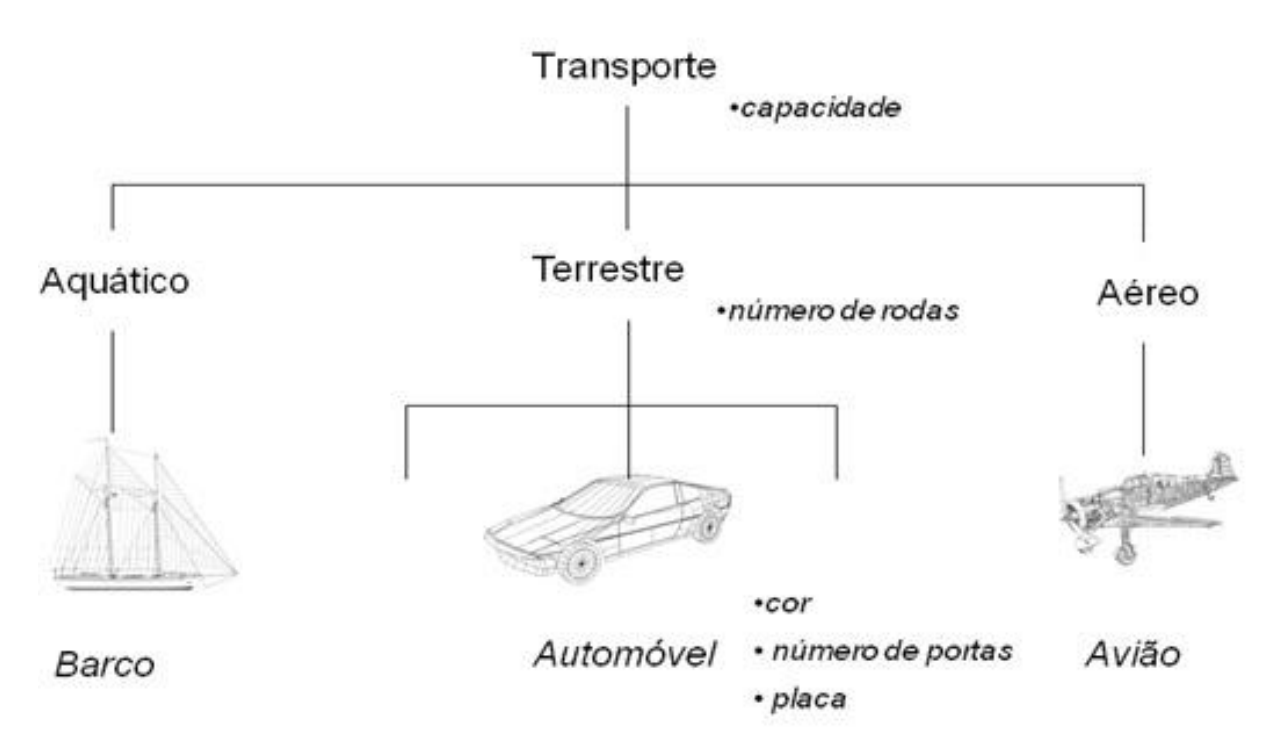 Transporte
•capacidade
Aquático
Terrestre
Aéreo
•número de rodas
•cor
Barco
Automóvel
• número de portas
Avião
• placa